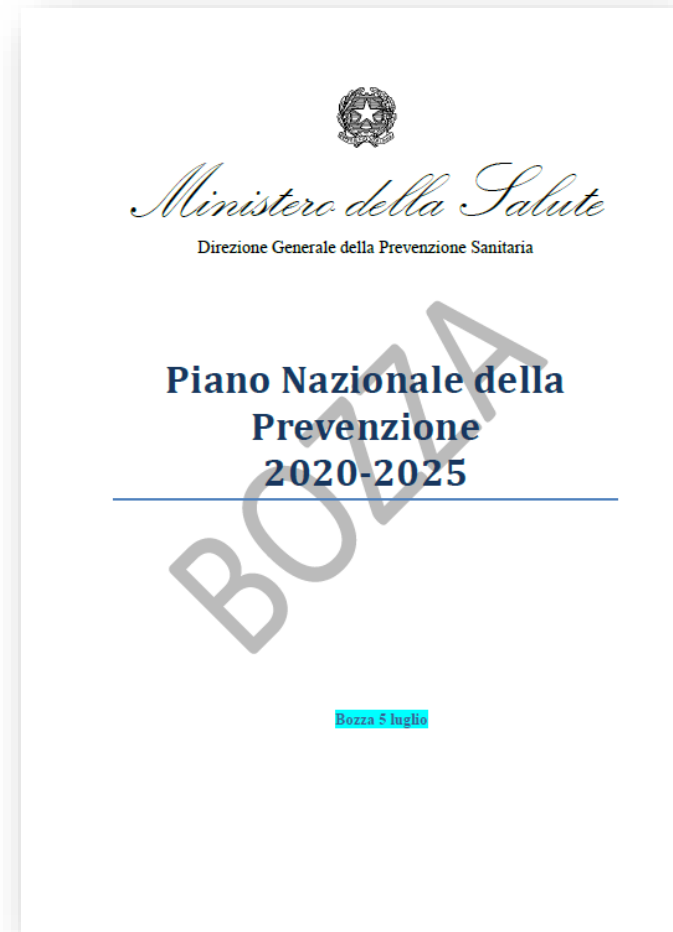 Ministero della Salute
Direzione Generale della Prevenzione Sanitaria
Piano Nazionale della
Prevenzione
2020-2025
BOZZA
Bozza 5 luglio